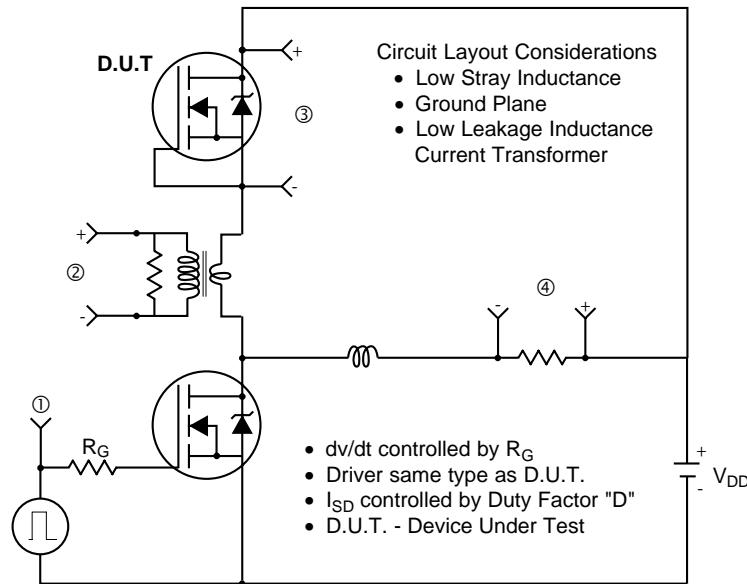 D.U.T
+
Circuit Layout Considerations
• Low Stray Inductance
• Ground Plane
• Low Leakage Inductance
Current Transformer
③
-
+
②
-
④
- +
①
R_G
• dv/dt controlled by R_G
• Driver same type as D.U.T.
• I_SD controlled by Duty Factor "D"
• D.U.T. - Device Under Test
+
V_DD
-